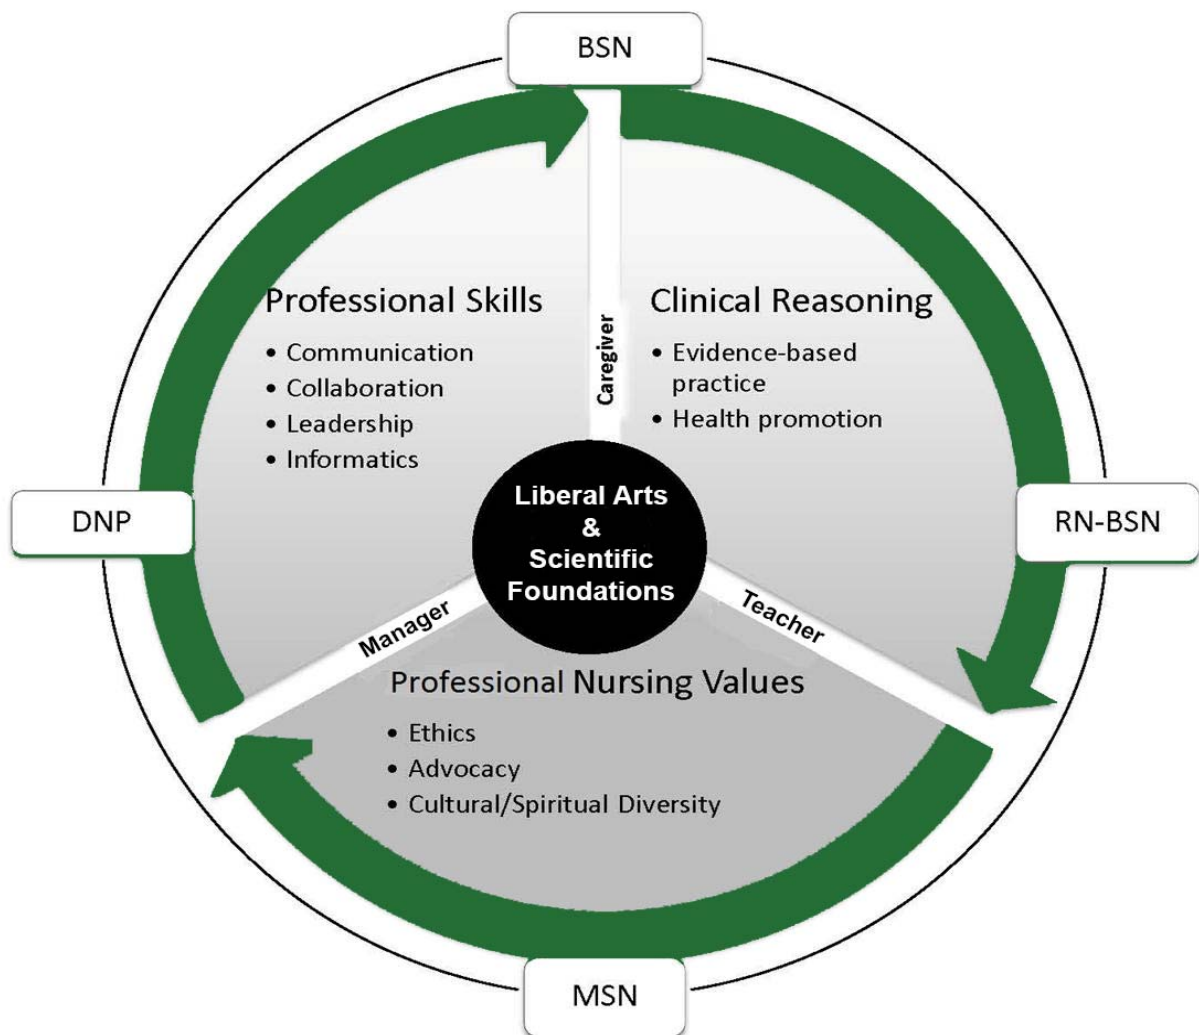 BSN
Professional Skills
• Communication
• Collaboration
• Leadership
• Informatics
Caregiver
Clinical Reasoning
• Evidence-based
practice
• Health promotion
DNP
Liberal Arts
&
Scientific
Foundations
RN-BSN
Manager
Teacher
Professional Nursing Values
• Ethics
• Advocacy
• Cultural/Spiritual Diversity
MSN